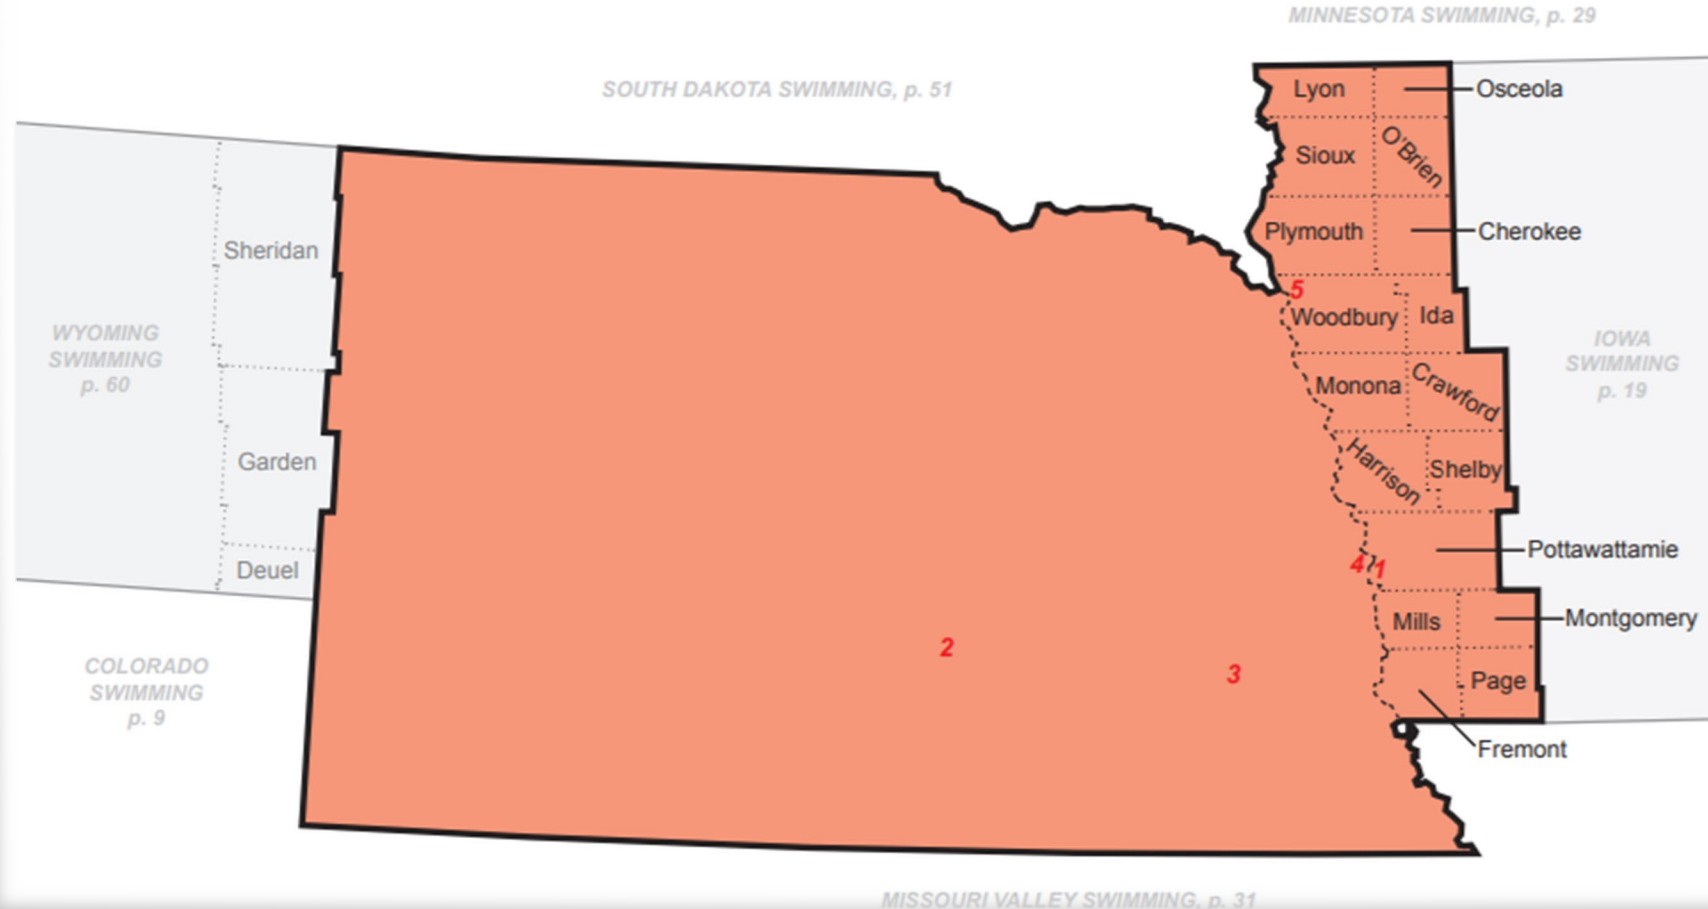 MINNESOTA SWIMMING, p. 29
SOUTH DAKOTA SWIMMING, p. 51
Lyon
Osceola
Sioux
O'Brien
Plymouth
Cherokee
Sheridan
5
Woodbury
Ida
WYOMING
SWIMMING
p. 60
IOWA
SWIMMING
p. 19
Monona
Crawford
Garden
Harrison
Shelby
Deuel
Pottawattamie
4
1
Mills
Montgomery
2
3
COLORADO
SWIMMING
p. 9
Page
Fremont
MISSOURI VALLEY SWIMMING, p. 31